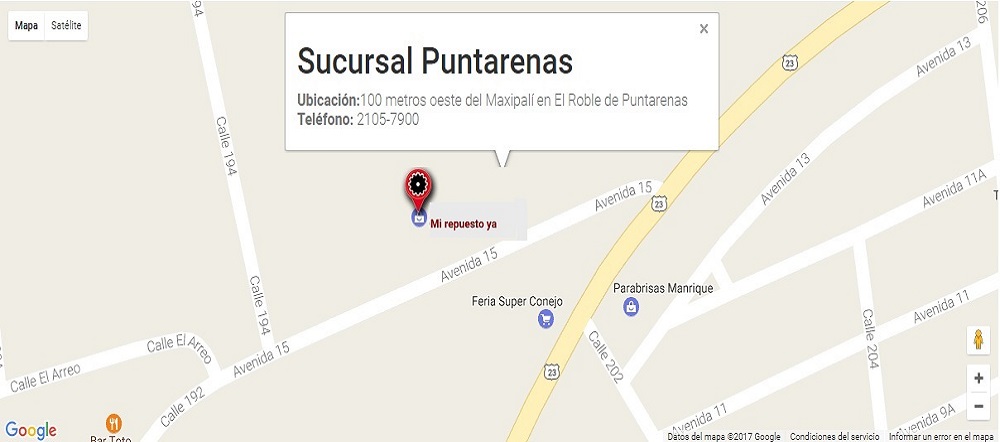 Mapa
Satélite
×
Sucursal Puntarenas
Ubicación:100 metros oeste del Maxipalí en El Roble de Puntarenas
Teléfono: 2105-7900
206
23
Avenida 13
Calle 194
Avenida 13
Avenida 11A
Avenida 15
23
Mi repuesto ya
Avenida 15
Parabrisas Manrique
Feria Super Conejo
Calle 194
Avenida 11
Calle 204
Calle El Arreo
Avenida 15
Calle 202
Calle El Arreo
23
Calle 192
Avenida 11
Avenida 9A
Google
Bar Toto
Datos del mapa ©2017 Google
Condiciones del servicio
Informar un error en el mapa